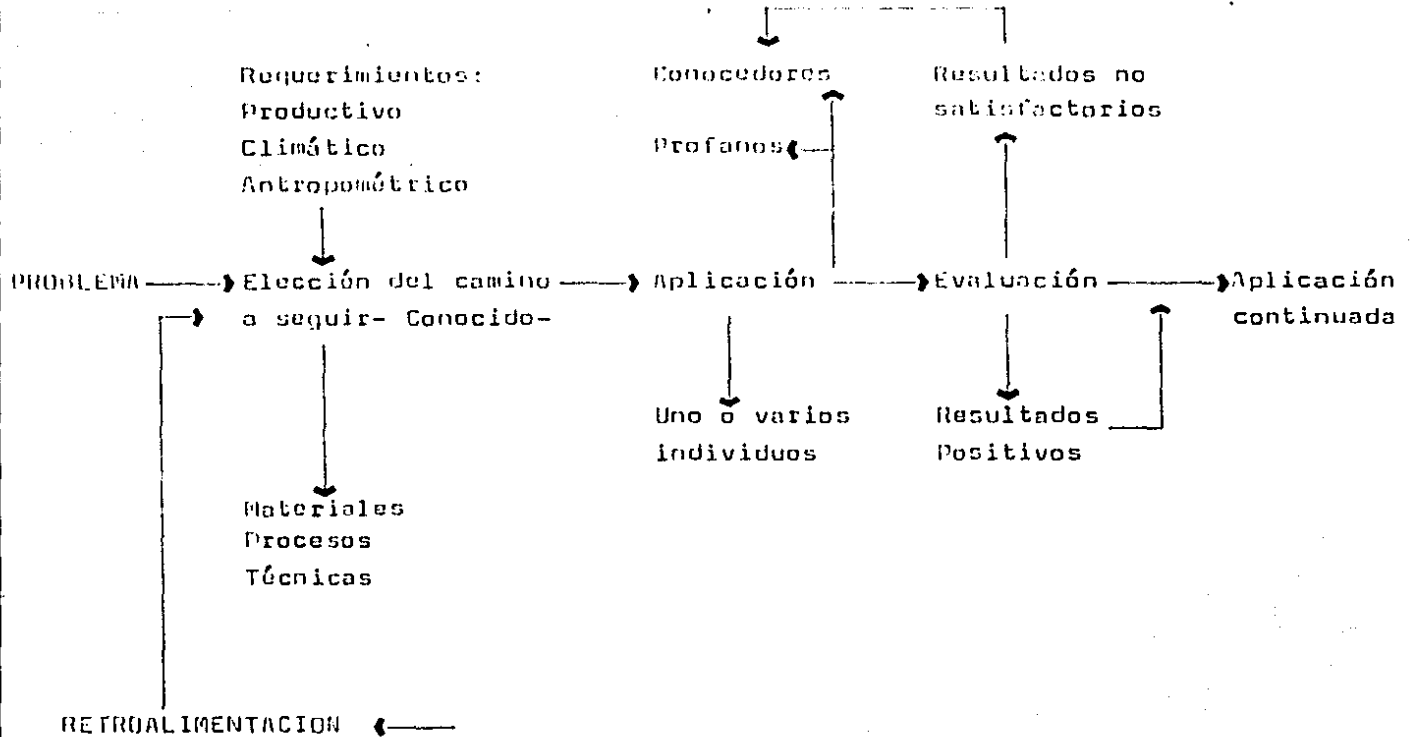 Requerimientos:
Productivo
Climático
Antropométrico
Conocedores
Profanos
Resultados no
satisfactorios
PROBLEMA
Elección del camino
a seguir- Conocido-
Aplicación
Evaluación
Aplicación
continuada
Uno o varios
individuos
Resultados
Positivos
Materiales
Procesos
Técnicas
RETROALIMENTACION